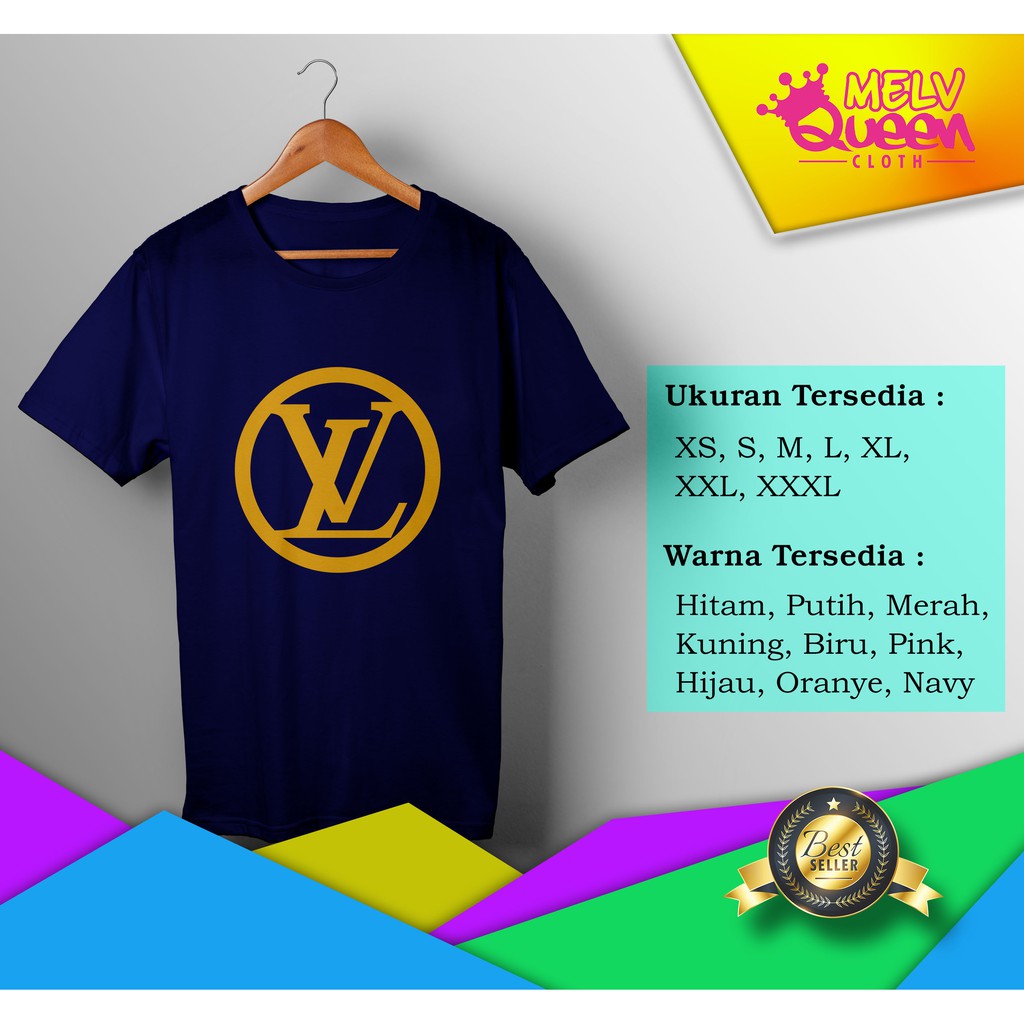 MELV
Queen
CLOTH
LV
Ukuran Tersedia :
XS, S, M, L, XL,
XXL, XXXL
Warna Tersedia :
Hitam, Putih, Merah,
Kuning, Biru, Pink,
Hijau, Oranye, Navy
Best
SELLER